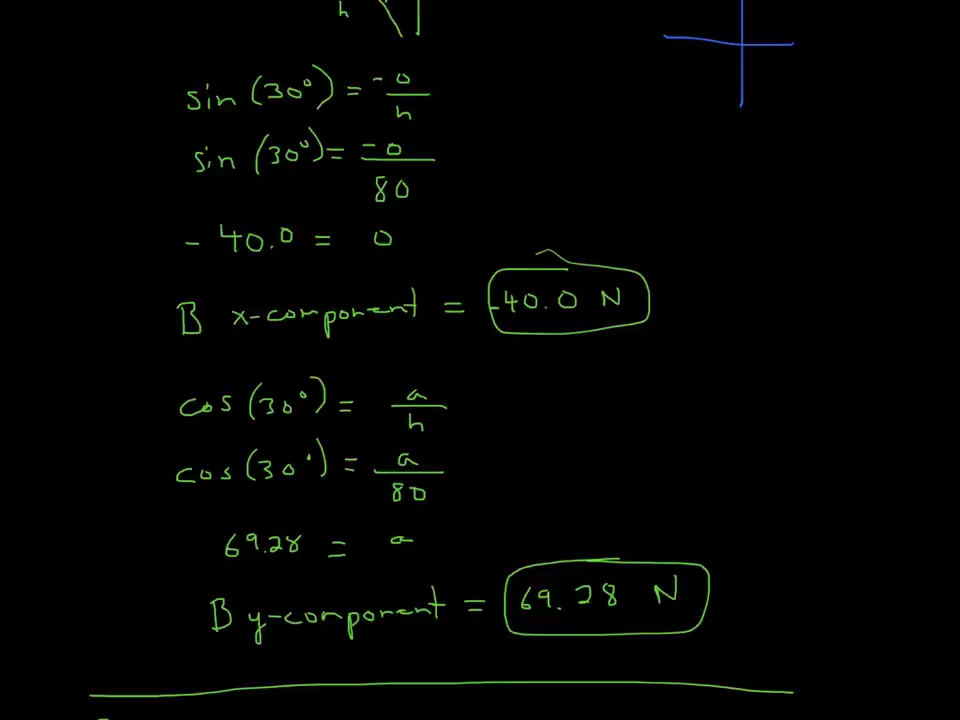 h
sin (30°) = -o/h
sin (30°) = -o/80
- 40.0 = o
B x-component = -40.0 N
cos (30°) = a/h
cos (30°) = a/80
69.28 = a
B y-component = 69.28 N